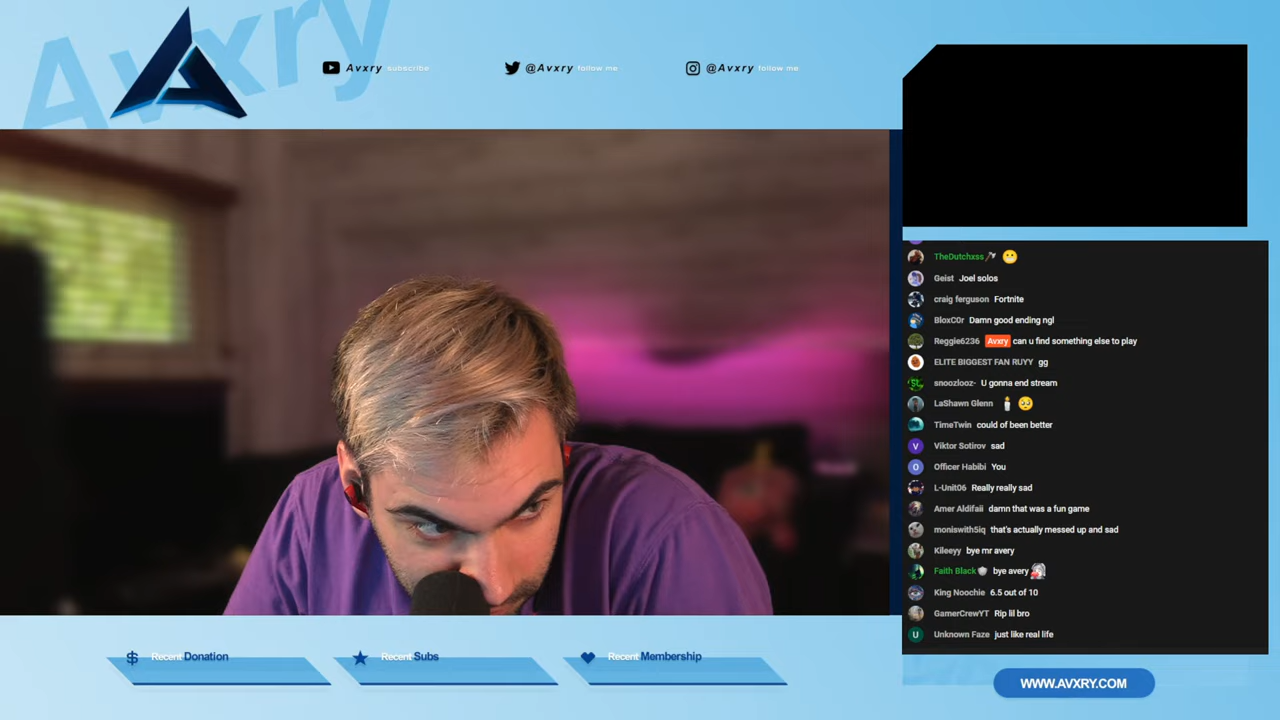 Avxry
Avxry subscribe
@Avxry follow me
@Avxry follow me
TheDutchxss
Geist Joel solos
craig ferguson Fortnite
BloxC0r Damn good ending ngl
Reggie6236 Avxry can u find something else to play
ELITE BIGGEST FAN RUYY gg
snoozlooz- U gonna end stream
LaShawn Glenn
TimeTwin could of been better
V Viktor Sotirov sad
O Officer Habibi You
L-Unit06 Really really sad
Amer Aldifaii damn that was a fun game
moniswith5iq that's actually messed up and sad
Kileeyy bye mr avery
Faith Black bye avery
King Noochie 6.5 out of 10
GamerCrewYT Rip lil bro
U Unknown Faze just like real life
Recent Donation
Recent Subs
Recent Membership
WWW.AVXRY.COM